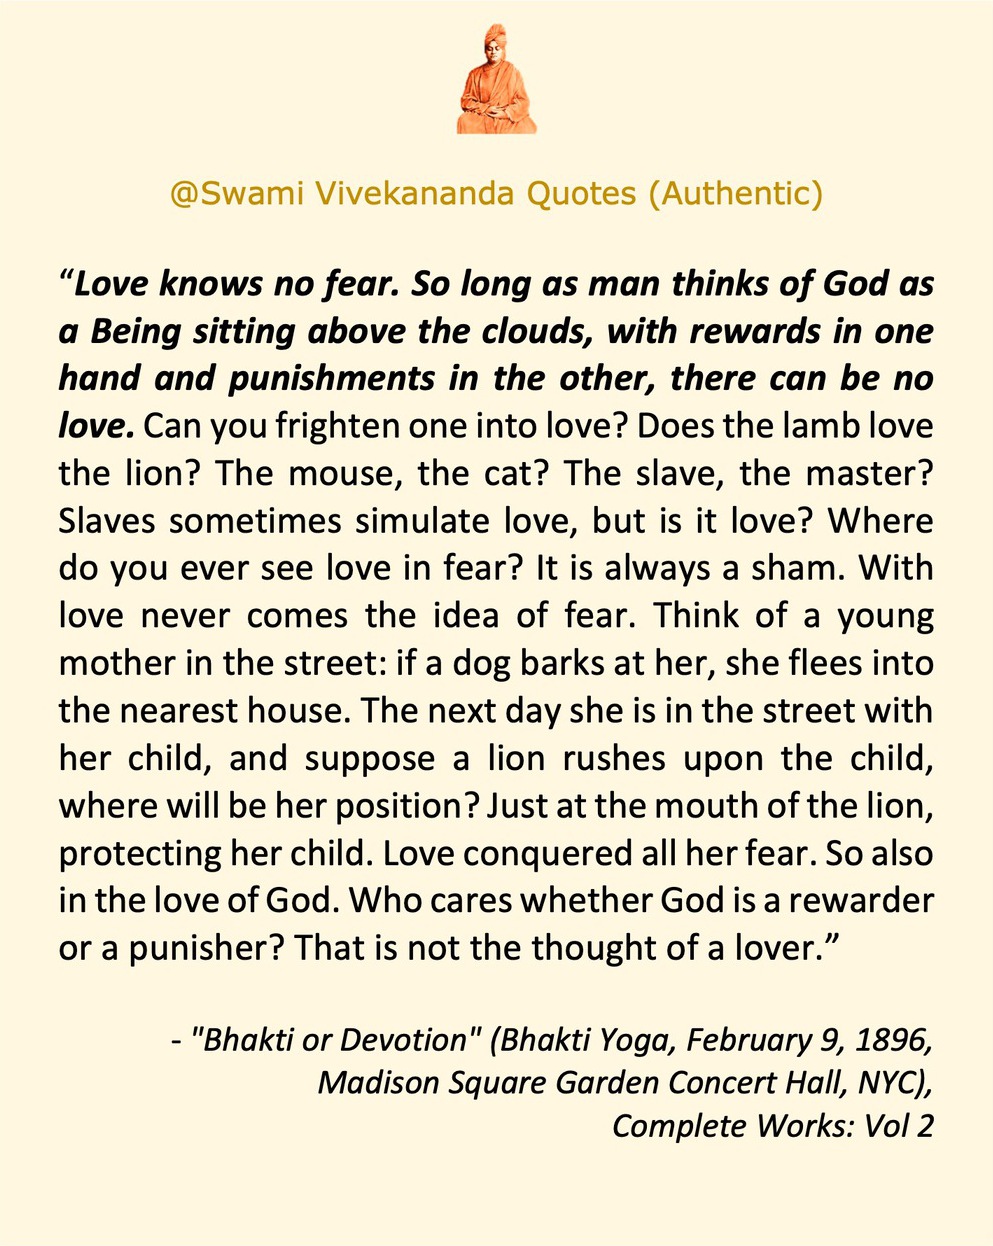 @Swami Vivekananda Quotes (Authentic)
“Love knows no fear. So long as man thinks of God as
a Being sitting above the clouds, with rewards in one
hand and punishments in the other, there can be no
love. Can you frighten one into love? Does the lamb love
the lion? The mouse, the cat? The slave, the master?
Slaves sometimes simulate love, but is it love? Where
do you ever see love in fear? It is always a sham. With
love never comes the idea of fear. Think of a young
mother in the street: if a dog barks at her, she flees into
the nearest house. The next day she is in the street with
her child, and suppose a lion rushes upon the child,
where will be her position? Just at the mouth of the lion,
protecting her child. Love conquered all her fear. So also
in the love of God. Who cares whether God is a rewarder
or a punisher? That is not the thought of a lover.”
- "Bhakti or Devotion" (Bhakti Yoga, February 9, 1896,
Madison Square Garden Concert Hall, NYC),
Complete Works: Vol 2